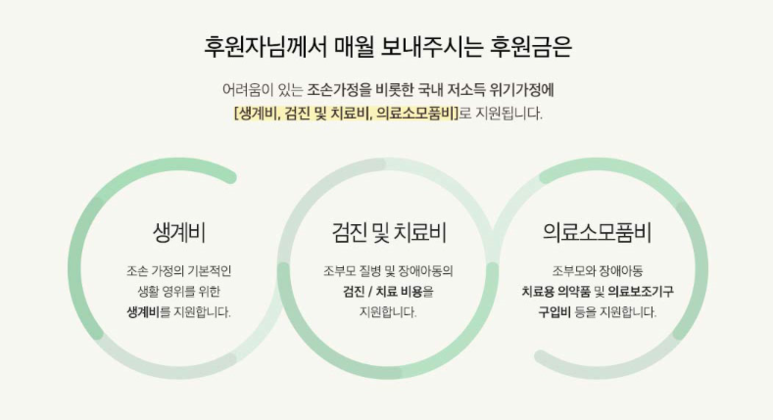 후원자님께서 매월 보내주시는 후원금은
어려움이 있는 조손가정을 비롯한 국내 저소득 위기가정에
[생계비, 검진 및 치료비, 의료소모품비]로 지원됩니다.
생계비
조손 가정의 기본적인
생활 영위를 위한
생계비를 지원합니다.
검진 및 치료비
조부모 질병 및 장애아동의
검진 / 치료 비용을
지원합니다.
의료소모품비
조부모와 장애아동
치료용 의약품 및 의료보조기구
구입비 등을 지원합니다.